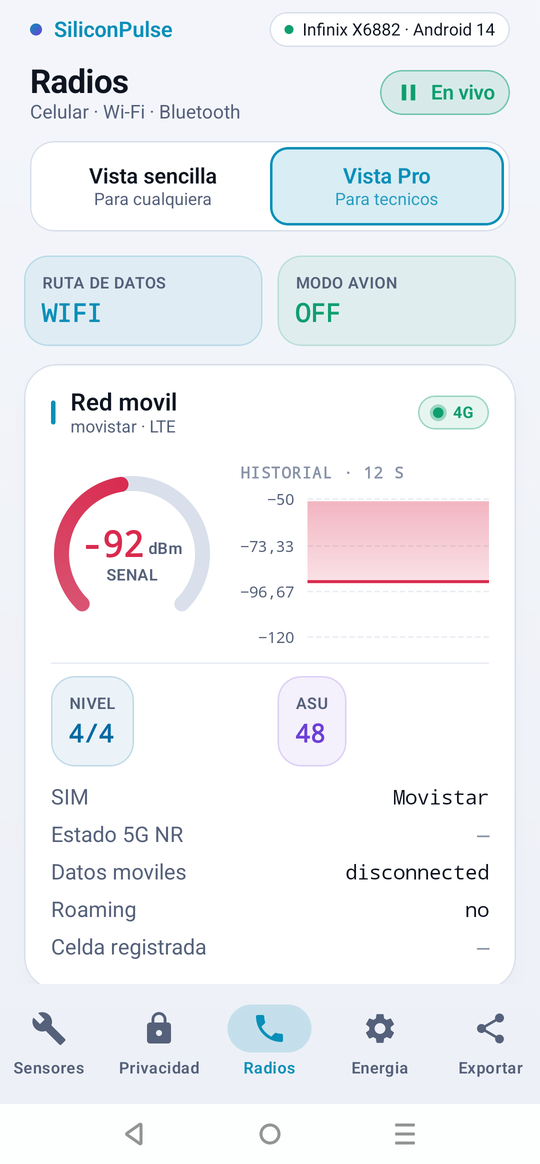 SiliconPulse
Infinix X6882 · Android 14
Radios
Celular · Wi-Fi · Bluetooth
En vivo
Vista sencilla
Para cualquiera
Vista Pro
Para tecnicos
RUTA DE DATOS
WIFI
MODO AVION
OFF
Red movil
movistar · LTE
4G
HISTORIAL · 12 S
−50
−73,33
−96,67
−120
-92 dBm
SENAL
NIVEL
4/4
ASU
48
SIM Movistar
Estado 5G NR —
Datos moviles disconnected
Roaming no
Celda registrada —
Sensores
Privacidad
Radios
Energia
Exportar